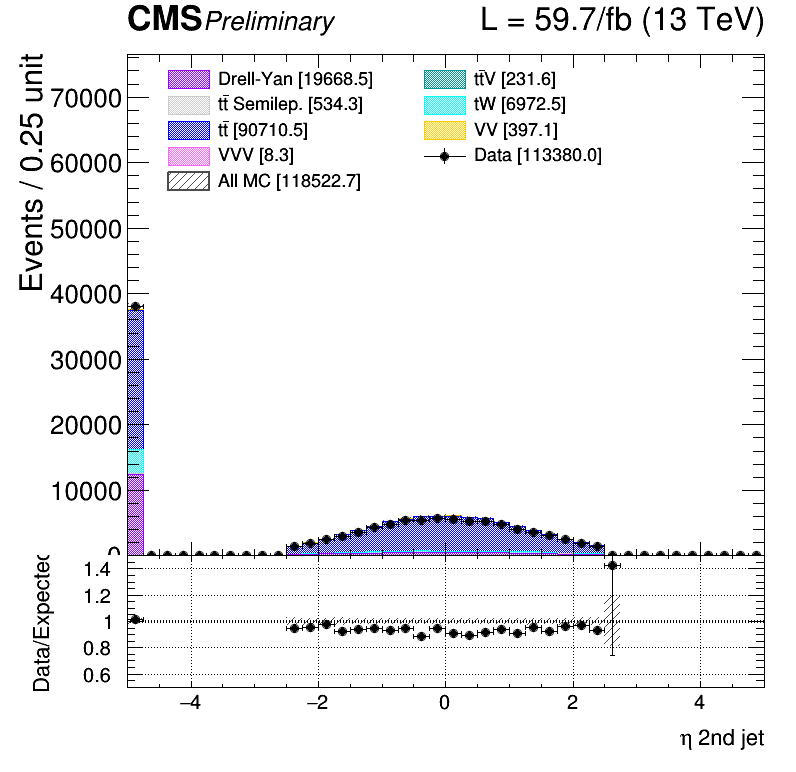 CMS Preliminary L = 59.7/fb (13 TeV)
Events / 0.25 unit
Drell-Yan [19668.5]
tt̄ Semilep. [534.3]
tt̄ [90710.5]
VVV [8.3]
All MC [118522.7]
tt̄V [231.6]
tW [6972.5]
VV [397.1]
Data [113380.0]
70000
60000
50000
40000
30000
20000
10000
0
Data/Expected
1.4
1.2
1
0.8
0.6
−4 −2 0 2 4
η 2nd jet